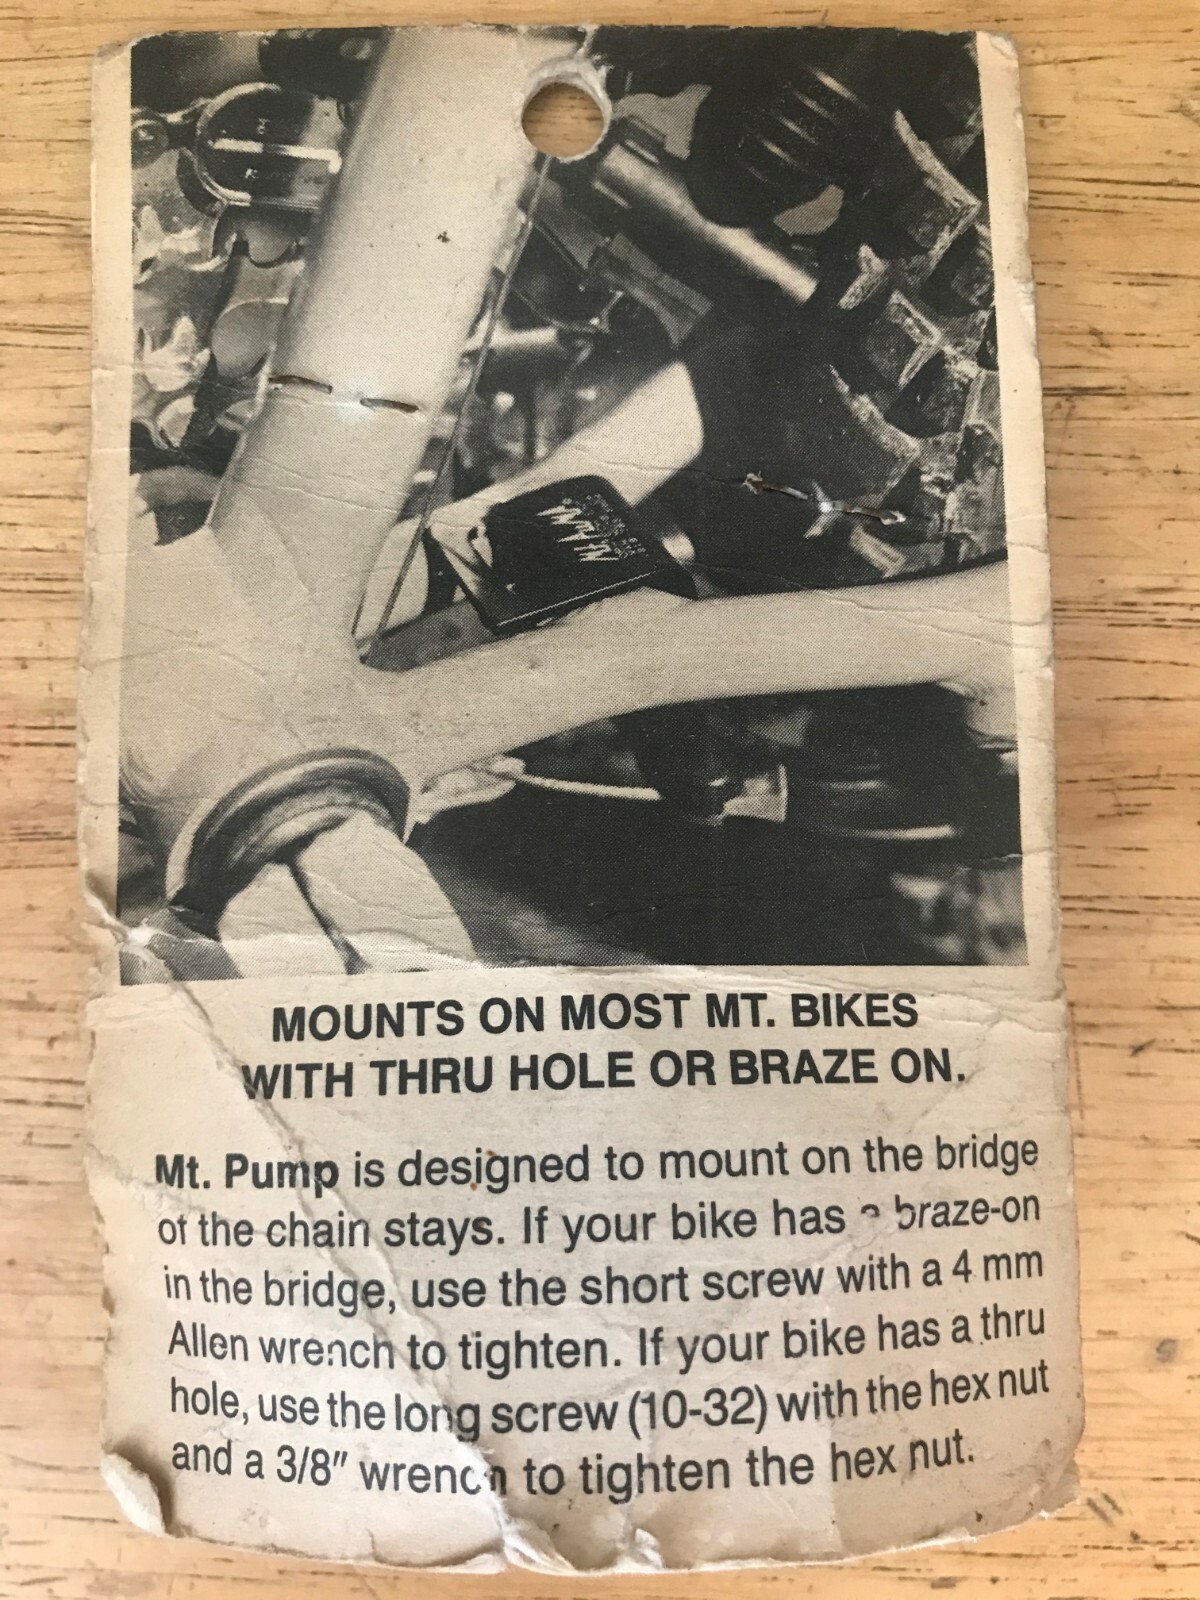 MOUNTS ON MOST MT. BIKES
WITH THRU HOLE OR BRAZE ON.
Mt. Pump is designed to mount on the bridge
of the chain stays. If your bike has a braze-on
in the bridge, use the short screw with a 4 mm
Allen wrench to tighten. If your bike has a thru
hole, use the long screw (10-32) with the hex nut
and a 3/8" wrench to tighten the hex nut.